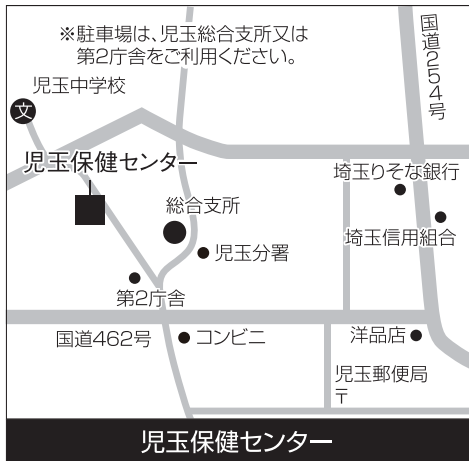 ※駐車場は、児玉総合支所又は
第2庁舎をご利用ください。
国道254号
児玉中学校
文
児玉保健センター
埼玉りそな銀行
総合支所
埼玉信用組合
児玉分署
第2庁舎
国道462号
コンビニ
洋品店
児玉郵便局
〒
児玉保健センター